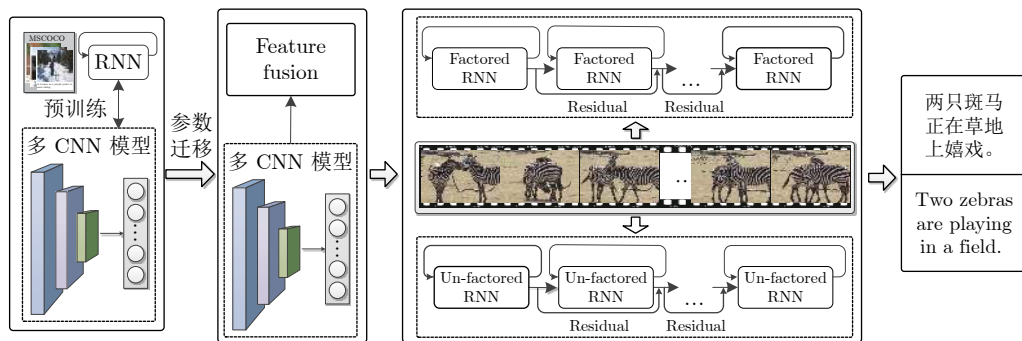 MSCOCO
RNN
预训练
多 CNN 模型
参数
迁移
Feature
fusion
多 CNN 模型
Factored
RNN
Factored
RNN
...
Factored
RNN
Residual
Residual
..
Un-factored
RNN
Un-factored
RNN
...
Un-factored
RNN
Residual
Residual
两只斑马
正在草地
上嬉戏。
Two zebras
are playing
in a field.